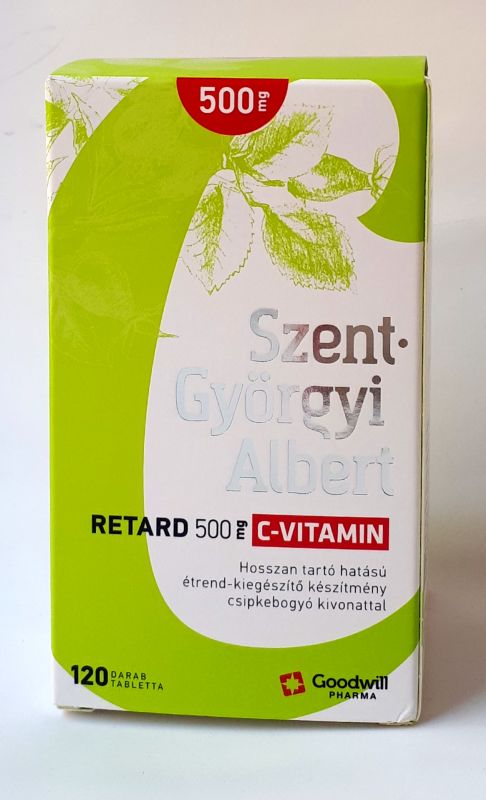 500 mg
Szent-
Györgyi
Albert
RETARD 500 mg C-VITAMIN
Hosszan tartó hatású
étrend-kiegészítő készítmény
csipkebogyó kivonattal
120 DARAB
TABLETTA
Goodwill
PHARMA